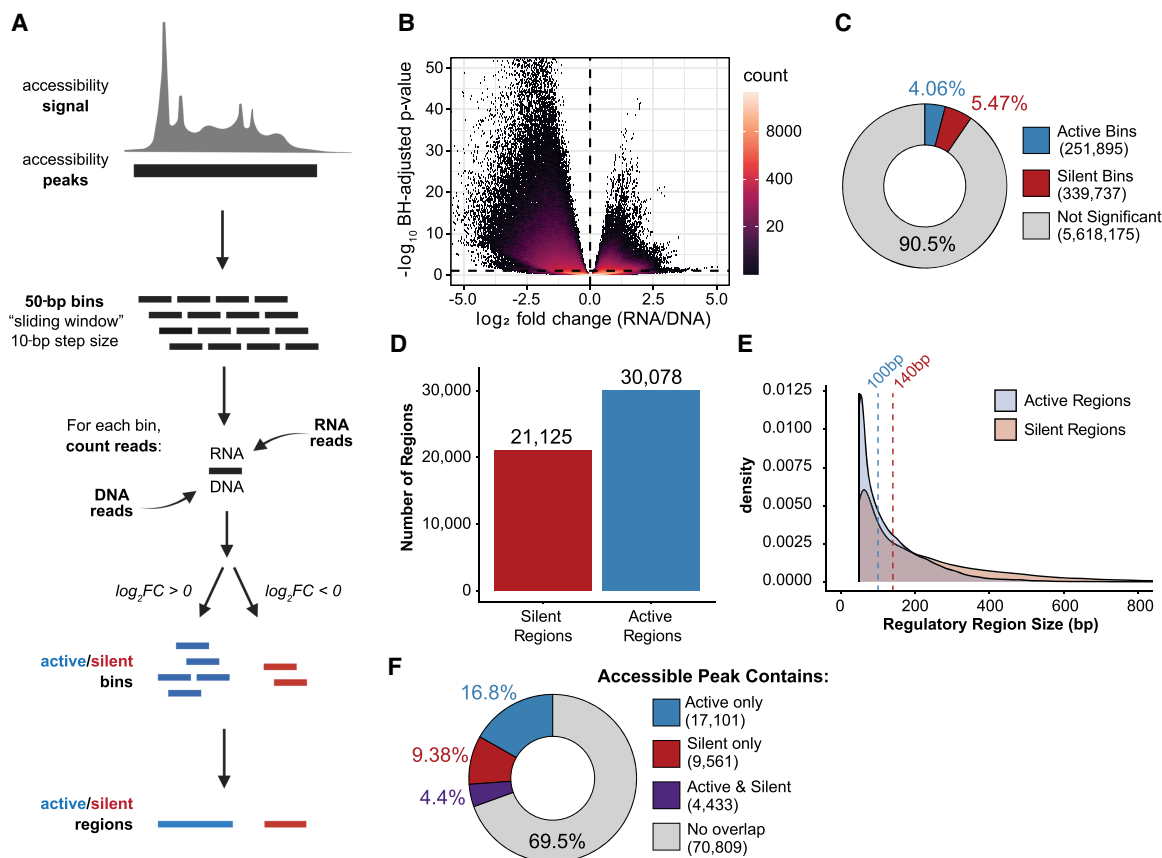 A
accessibility
signal
accessibility
peaks
50-bp bins
“sliding window”
10-bp step size
For each bin,
count reads:
RNA
reads
RNA
DNA
DNA
reads
log₂FC > 0
log₂FC < 0
active/silent
bins
active/silent
regions
B
-log₁₀ BH-adjusted p-value
50
40
30
20
10
0
-5.0
-2.5
0.0
2.5
5.0
log₂ fold change (RNA/DNA)
count
8000
400
20
C
4.06%
5.47%
90.5%
Active Bins
(251,895)
Silent Bins
(339,737)
Not Significant
(5,618,175)
D
Number of Regions
30,000
20,000
10,000
0
21,125
30,078
Silent
Regions
Active
Regions
E
100bp
140bp
density
0.0125
0.0100
0.0075
0.0050
0.0025
0.0000
0
200
400
600
800
Regulatory Region Size (bp)
Active Regions
Silent Regions
F
Accessible Peak Contains:
16.8%
9.38%
4.4%
69.5%
Active only
(17,101)
Silent only
(9,561)
Active & Silent
(4,433)
No overlap
(70,809)